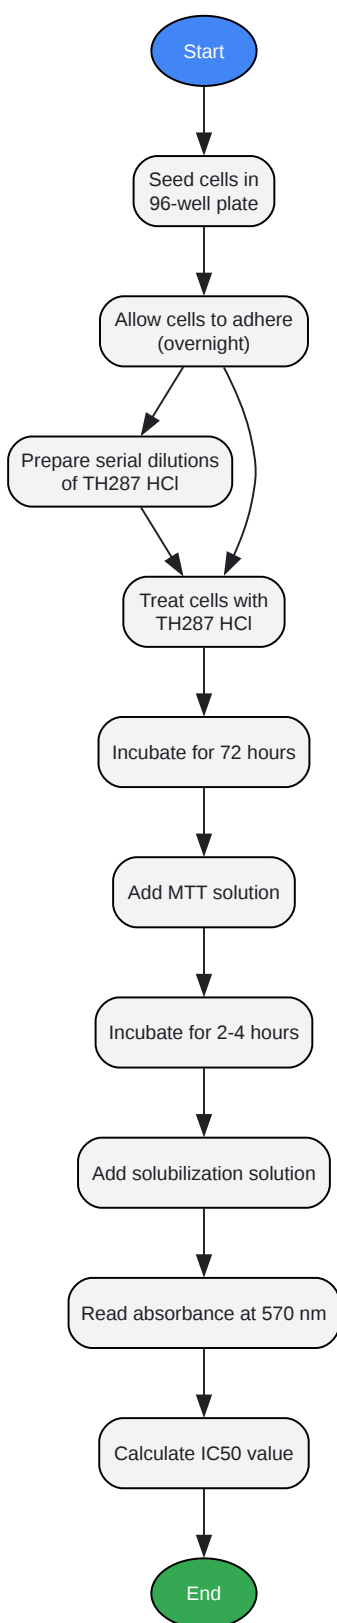 Start
Seed cells in
96-well plate
Allow cells to adhere
(overnight)
Prepare serial dilutions
of TH287 HCl
Treat cells with
TH287 HCl
Incubate for 72 hours
Add MTT solution
Incubate for 2-4 hours
Add solubilization solution
Read absorbance at 570 nm
Calculate IC50 value
End